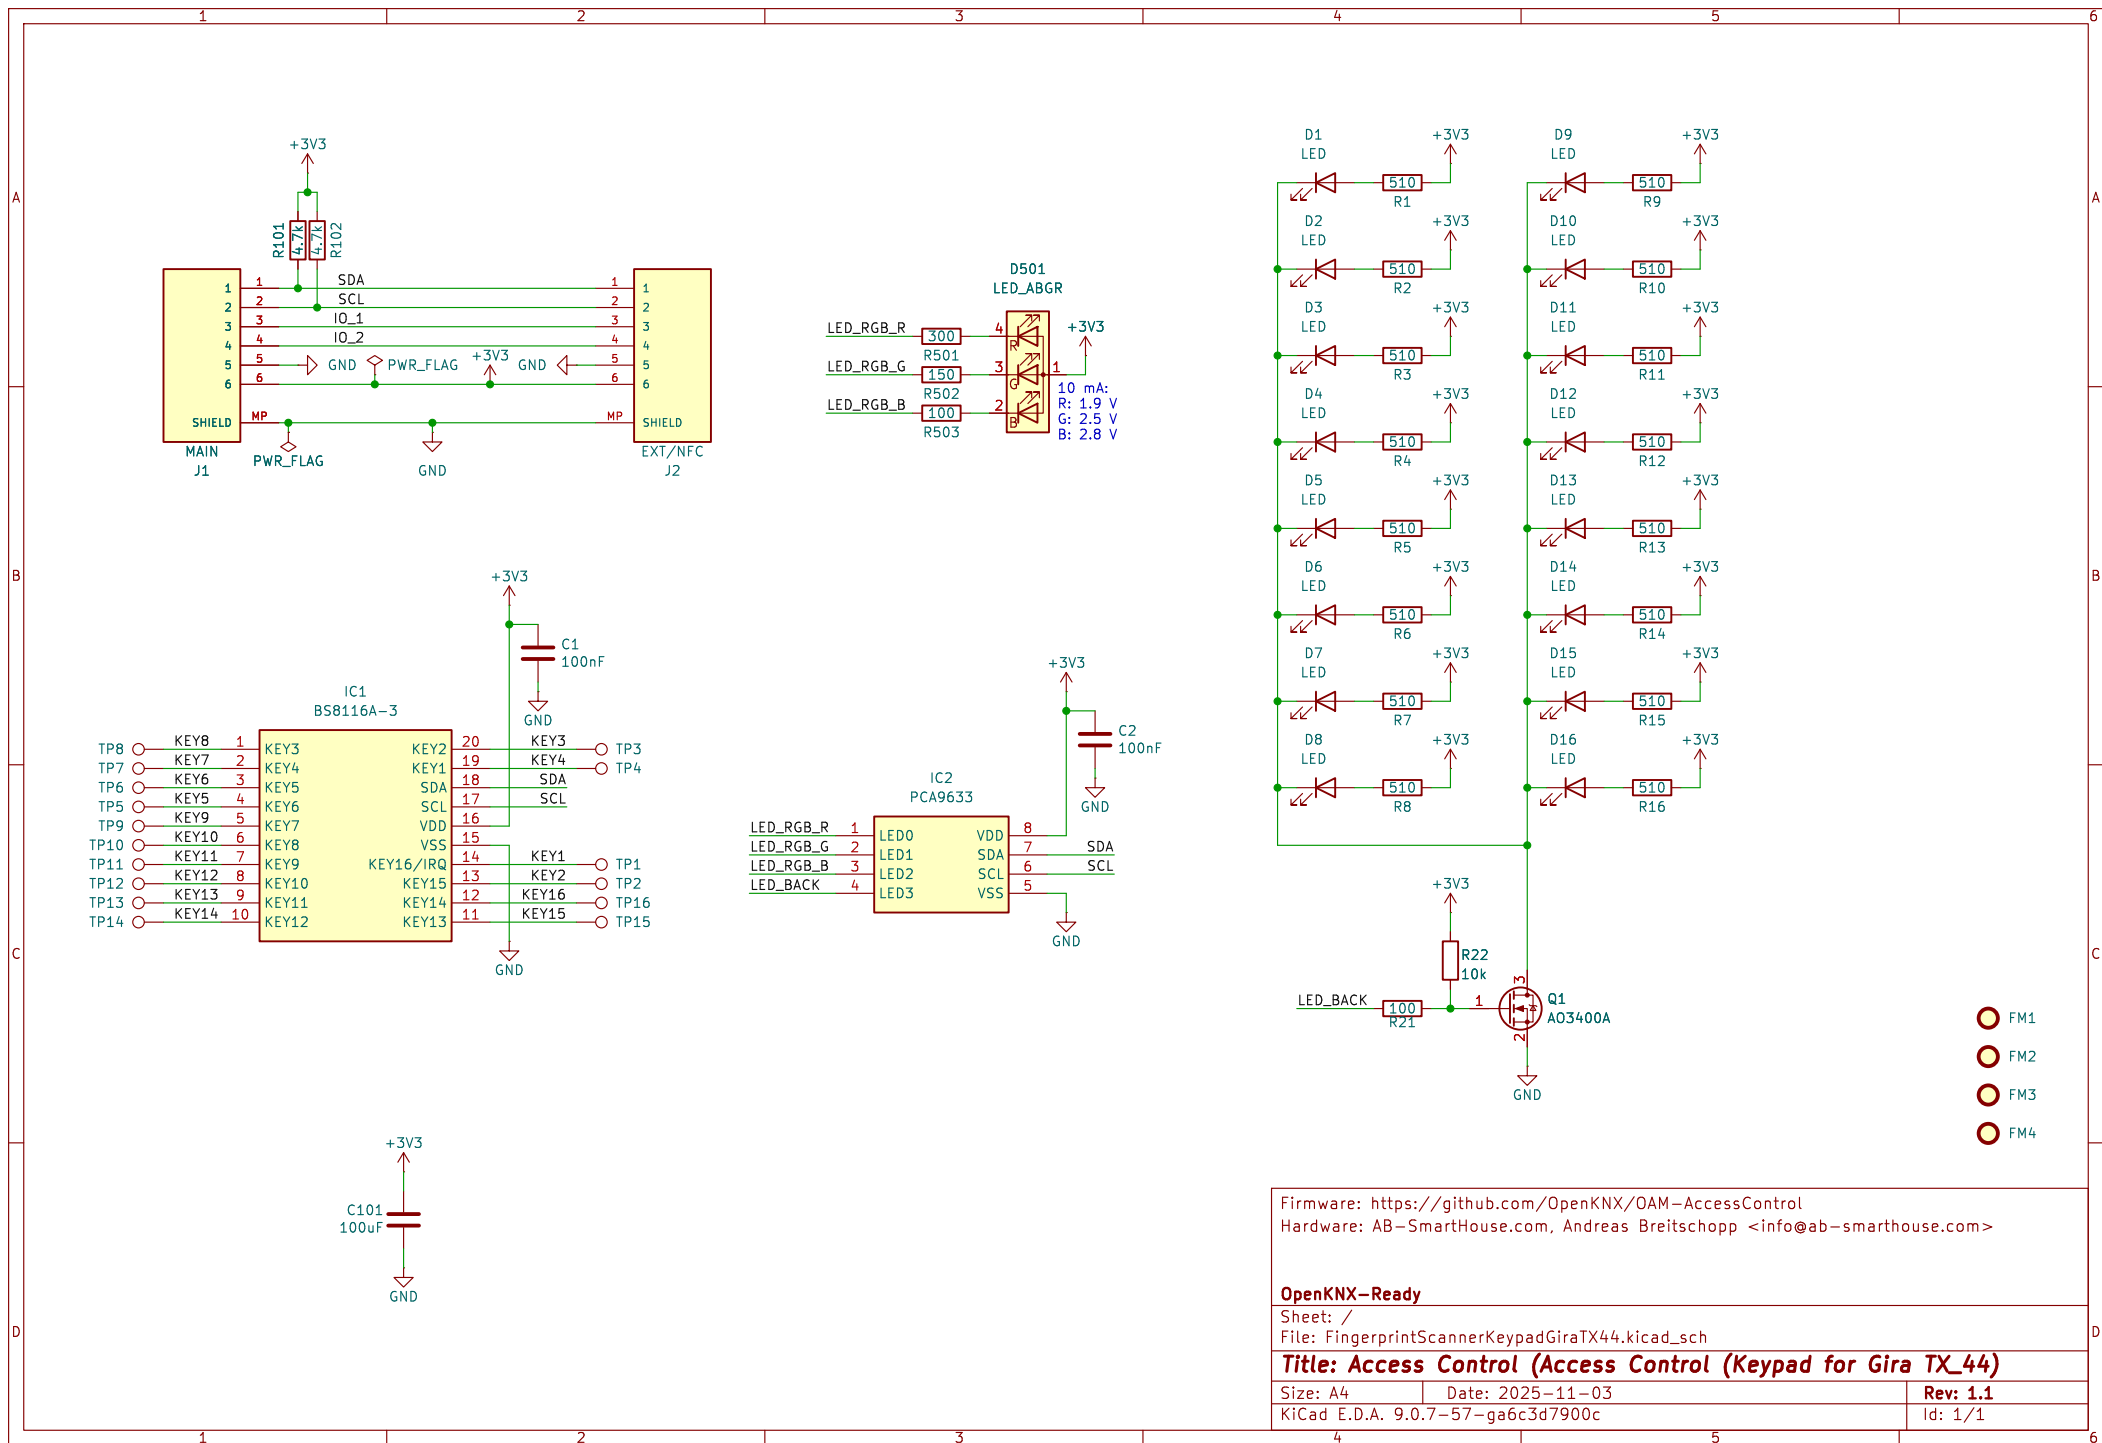 1 2 3 4 5 6
A A
B B
C C
D D
+3V3
R101 4.7k 4.7k R102
1 1 SDA 1 1
2 2 SCL 2 2
3 3 IO_1 3 3
4 4 IO_2 4 4
5 5 GND PWR_FLAG +3V3 GND 5 5
6 6 6 6
SHIELD MP MP SHIELD
MAIN
J1
PWR_FLAG
GND
EXT/NFC
J2
D501
LED_ABGR
LED_RGB_R 300 4 R +3V3
R501
LED_RGB_G 150 3 G 1
R502
LED_RGB_B 100 2 B
R503
10 mA:
R: 1.9 V
G: 2.5 V
B: 2.8 V
D1 +3V3 D9 +3V3
LED LED
510 510
R1 R9
D2 +3V3 D10 +3V3
LED LED
510 510
R2 R10
D3 +3V3 D11 +3V3
LED LED
510 510
R3 R11
D4 +3V3 D12 +3V3
LED LED
510 510
R4 R12
D5 +3V3 D13 +3V3
LED LED
510 510
R5 R13
D6 +3V3 D14 +3V3
LED LED
510 510
R6 R14
D7 +3V3 D15 +3V3
LED LED
510 510
R7 R15
D8 +3V3 D16 +3V3
LED LED
510 510
R8 R16
+3V3
C1
100nF
GND
IC1
BS8116A-3
TP8 KEY8 1 KEY3 KEY2 20 KEY3 TP3
TP7 KEY7 2 KEY4 KEY1 19 KEY4 TP4
TP6 KEY6 3 KEY5 SDA 18 SDA
TP5 KEY5 4 KEY6 SCL 17 SCL
TP9 KEY9 5 KEY7 VDD 16
TP10 KEY10 6 KEY8 VSS 15
TP11 KEY11 7 KEY9 KEY16/IRQ 14 KEY1 TP1
TP12 KEY12 8 KEY10 KEY15 13 KEY2 TP2
TP13 KEY13 9 KEY11 KEY14 12 KEY16 TP16
TP14 KEY14 10 KEY12 KEY13 11 KEY15 TP15
GND
+3V3
C2
100nF
GND
IC2
PCA9633
LED_RGB_R 1 LED0 VDD 8
LED_RGB_G 2 LED1 SDA 7 SDA
LED_RGB_B 3 LED2 SCL 6 SCL
LED_BACK 4 LED3 VSS 5
GND
+3V3
R22
10k
LED_BACK 100 1 3 2 Q1
R21 AO3400A
GND
FM1
FM2
FM3
FM4
+3V3
C101
100uF
GND
Firmware: https://github.com/OpenKNX/OAM-AccessControl
Hardware: AB-SmartHouse.com, Andreas Breitschopp <info@ab-smarthouse.com>
OpenKNX-Ready
Sheet: /
File: FingerprintScannerKeypadGiraTX44.kicad_sch
Title: Access Control (Access Control (Keypad for Gira TX_44)
Size: A4 Date: 2025-11-03 Rev: 1.1
KiCad E.D.A. 9.0.7-57-ga6c3d7900c Id: 1/1
1 2 3 4 5 6